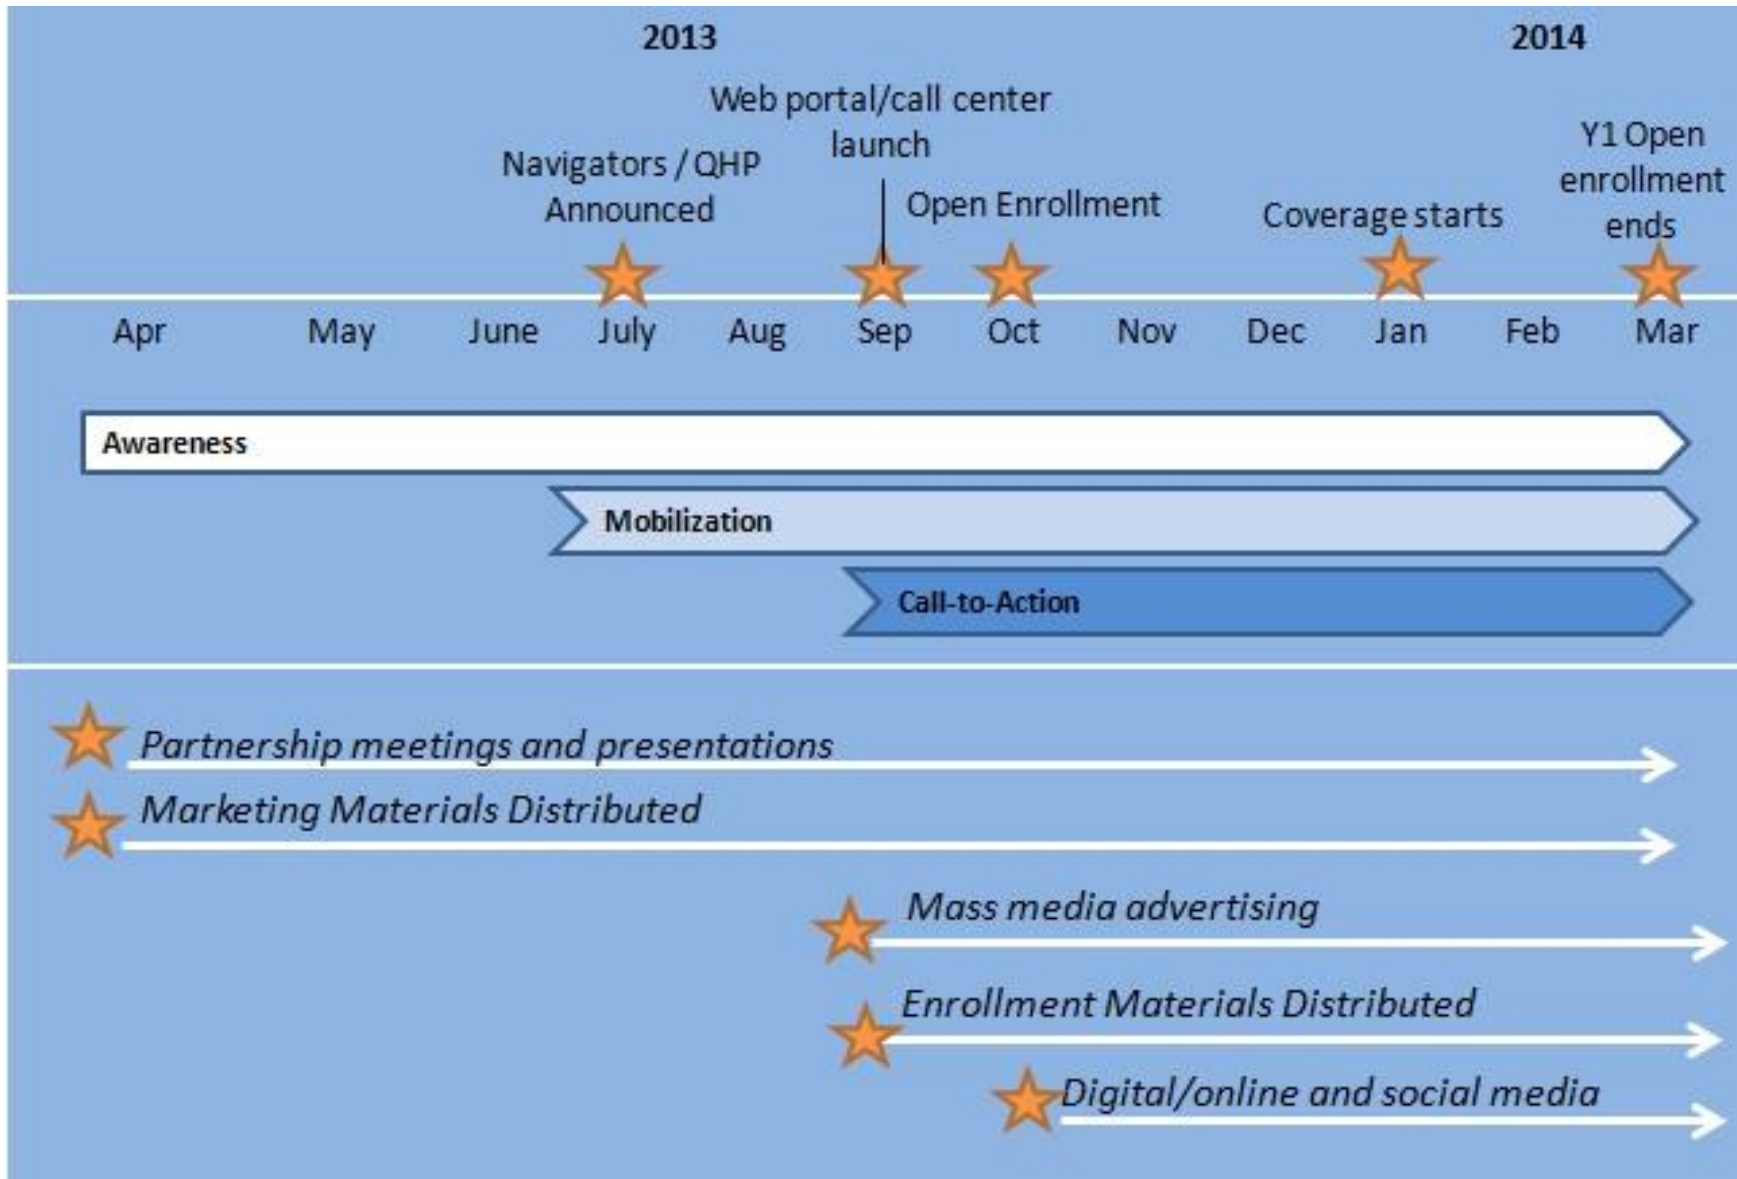 2013
2014
Web portal/call center
launch
Navigators / QHP
Announced
Open Enrollment
Coverage starts
Y1 Open
enrollment
ends
Apr May June July Aug Sep Oct Nov Dec Jan Feb Mar
Awareness
Mobilization
Call-to-Action
Partnership meetings and presentations
Marketing Materials Distributed
Mass media advertising
Enrollment Materials Distributed
Digital/online and social media